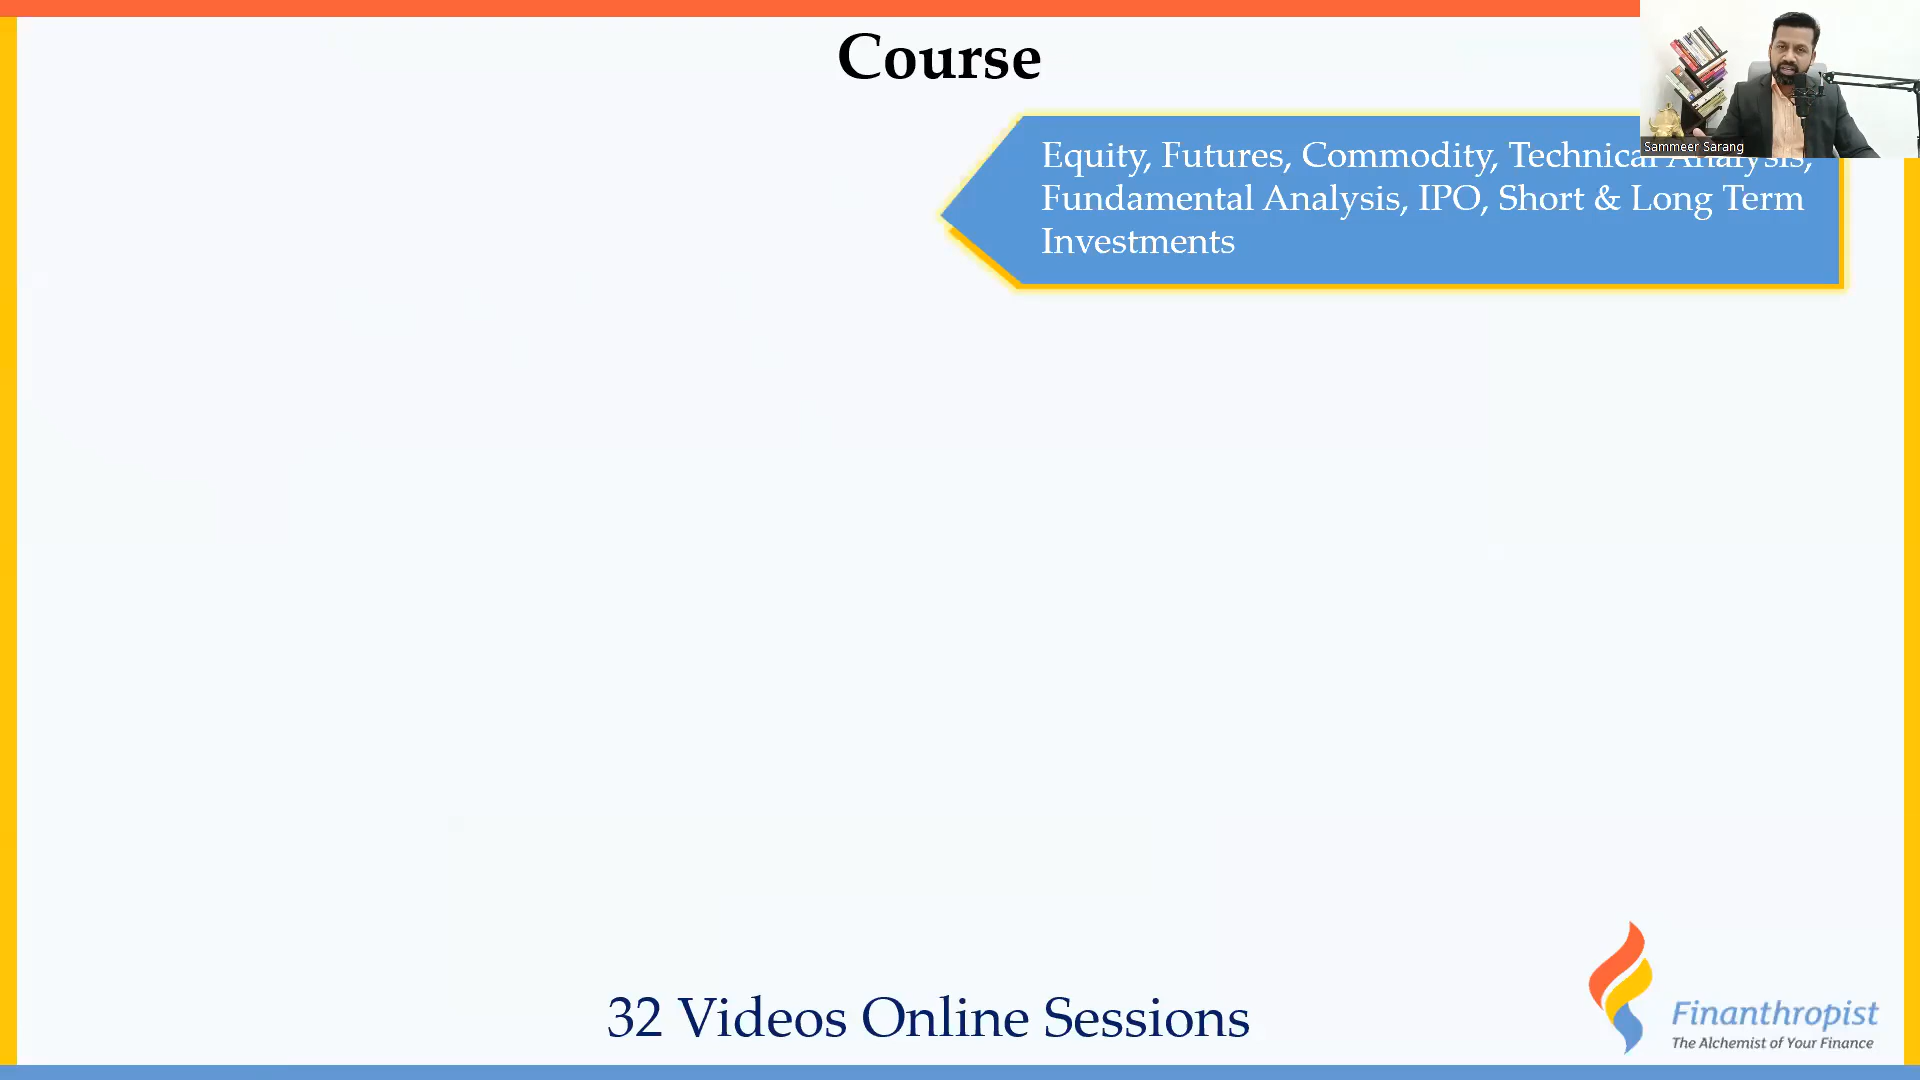 Course
Equity, Futures, Commodity, Technical Analysis,
Fundamental Analysis, IPO, Short & Long Term
Investments
Sammeer Sarang
32 Videos Online Sessions
Finanthropist
The Alchemist of Your Finance